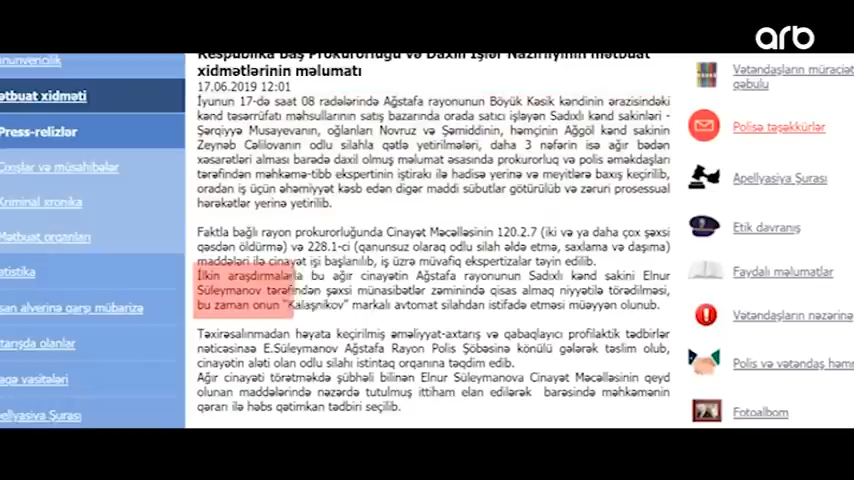 arb
Respublika Baş Prokurorluğu və Daxili İşlər Nazirliyinin mətbuat
xidmətlərinin məlumatı
17.06.2019 12:01
İyunun 17-də saat 08 radələrində Ağstafa rayonunun Böyük Kəsik kəndinin ərazisindəki
kənd təsərrüfatı məhsullarının satış bazarında orada satıcı işləyən Sadıxlı kənd sakinləri -
Şərqiyyə Musayevanın, oğlanları Novruz və Şəmiddinin, həmçinin Ağgöl kənd sakinin
Zeynəb Cəlilovanın odlu silahla qətlə yetirilmələri, daha 3 nəfərin isə ağır bədən
xəsarətləri alması barədə daxil olmuş məlumat əsasında prokurorluq və polis əməkdaşları
tərəfindən məhkəmə-tibb ekspertinin iştirakı ilə hadisə yerinə və meyitlərə baxış keçirilib,
oradan iş üçün əhəmiyyət kəsb edən digər maddi sübutlar götürülüb və zəruri prosessual
hərəkətlər yerinə yetirilib.
Faktla bağlı rayon prokurorluğunda Cinayət Məcəlləsinin 120.2.7 (iki və ya daha çox şəxsi
qəsdən öldürmə) və 228.1-ci (qanunsuz olaraq odlu silah əldə etmə, saxlama və daşıma)
maddələri ilə cinayət işi başlanılıb, iş üzrə müvafiq ekspertizalar təyin edilib.
İlkin araşdırmalarla bu ağır cinayətin Ağstafa rayonunun Sadıxlı kənd sakini Elnur
Süleymanov tərəfindən şəxsi münasibətlər zəminində qisas almaq niyyətilə törədilməsi,
bu zaman onun "Kalaşnikov" markalı avtomat silahdan istifadə etməsi müəyyən olunub.
Təxirəsalınmadan həyata keçirilmiş əməliyyat-axtarış və qabaqlayıcı profilaktik tədbirlər
nəticəsində E.Süleymanov Ağstafa Rayon Polis Şöbəsinə könülü gələrək təslim olub,
cinayətin aləti olan odlu silahı istintaq orqanına təqdim edib.
Ağır cinayəti törətməkdə şübhəli bilinən Elnur Süleymanova Cinayət Məcəlləsinin qeyd
olunan maddələrində nəzərdə tutulmuş ittiham elan edilərək barəsində məhkəmənin
qərarı ilə həbs qətimkan tədbiri seçilib.
ünvençilik
ətbuat xidməti
Press-relizlər
Çıxışlar və müsahibələr
Kriminal xronika
Mətbuat orqanları
atistika
san alverinə qarşı mübarizə
xtarışda olanlar
aqə vasitələri
pellyasiya Şurası
Vətəndaşların müraciət
qəbulu
Polisə təşəkkürlər
Apellyasiya Şurası
Etik davranış
Faydalı məlumatlar
Vətəndaşların nəzərinə
Polis və vətəndaş həmr
Fotoalbom